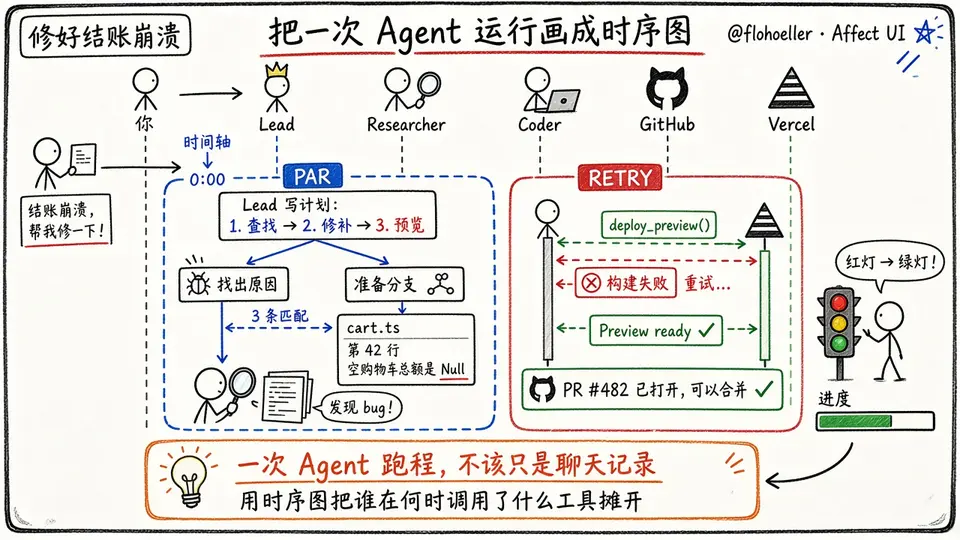 修好结账崩溃
把一次 Agent 运行画成时序图
@flohoeller · Affect UI
你
Lead
Researcher
Coder
GitHub
Vercel
时间轴
0:00
结账崩溃，
帮我修一下！
PAR
Lead 写计划：
1. 查找 → 2. 修补 → 3. 预览
找出原因
准备分支
3 条匹配
cart.ts
第 42 行
空购物车总额是 Null
发现 bug！
RETRY
deploy_preview()
构建失败 重试...
Preview ready ✓
PR #482 已打开，可以合并 ✓
红灯 → 绿灯！
进度
一次 Agent 跑程，不该只是聊天记录
用时序图把谁在何时调用了什么工具摊开